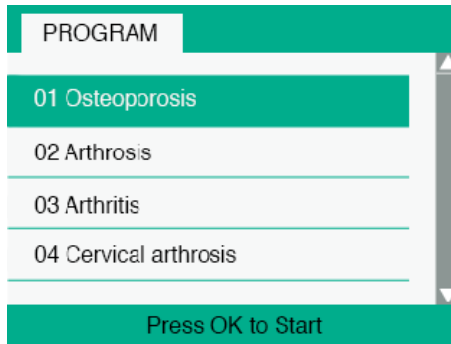 PROGRAM
01 Osteoporosis
02 Arthrosis
03 Arthritis
04 Cervical arthrosis
Press OK to Start